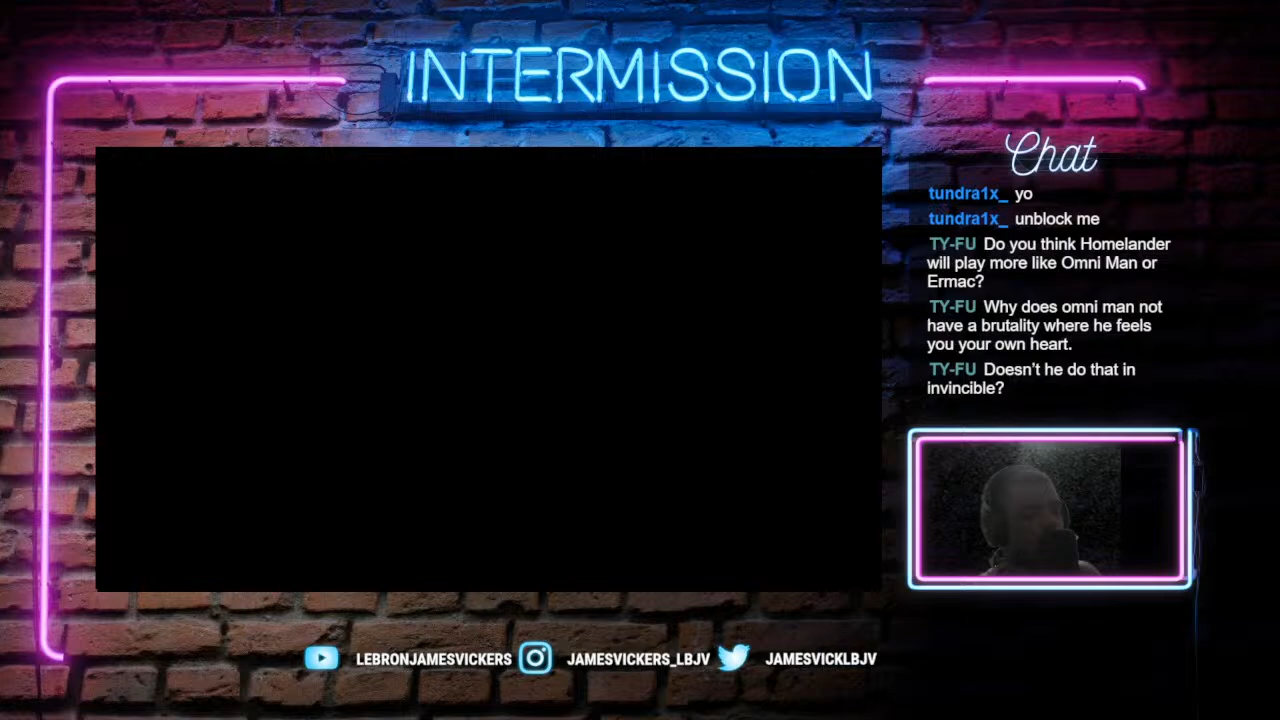 INTERMISSION
Chat
tundra1x_ yo
tundra1x_ unblock me
TY-FU Do you think Homelander
will play more like Omni Man or
Ermac?
TY-FU Why does omni man not
have a brutality where he feels
you your own heart.
TY-FU Doesn't he do that in
invincible?
LEBRONJAMESVICKERS JAMESVICKERS_LBJV JAMESVICKLBJV